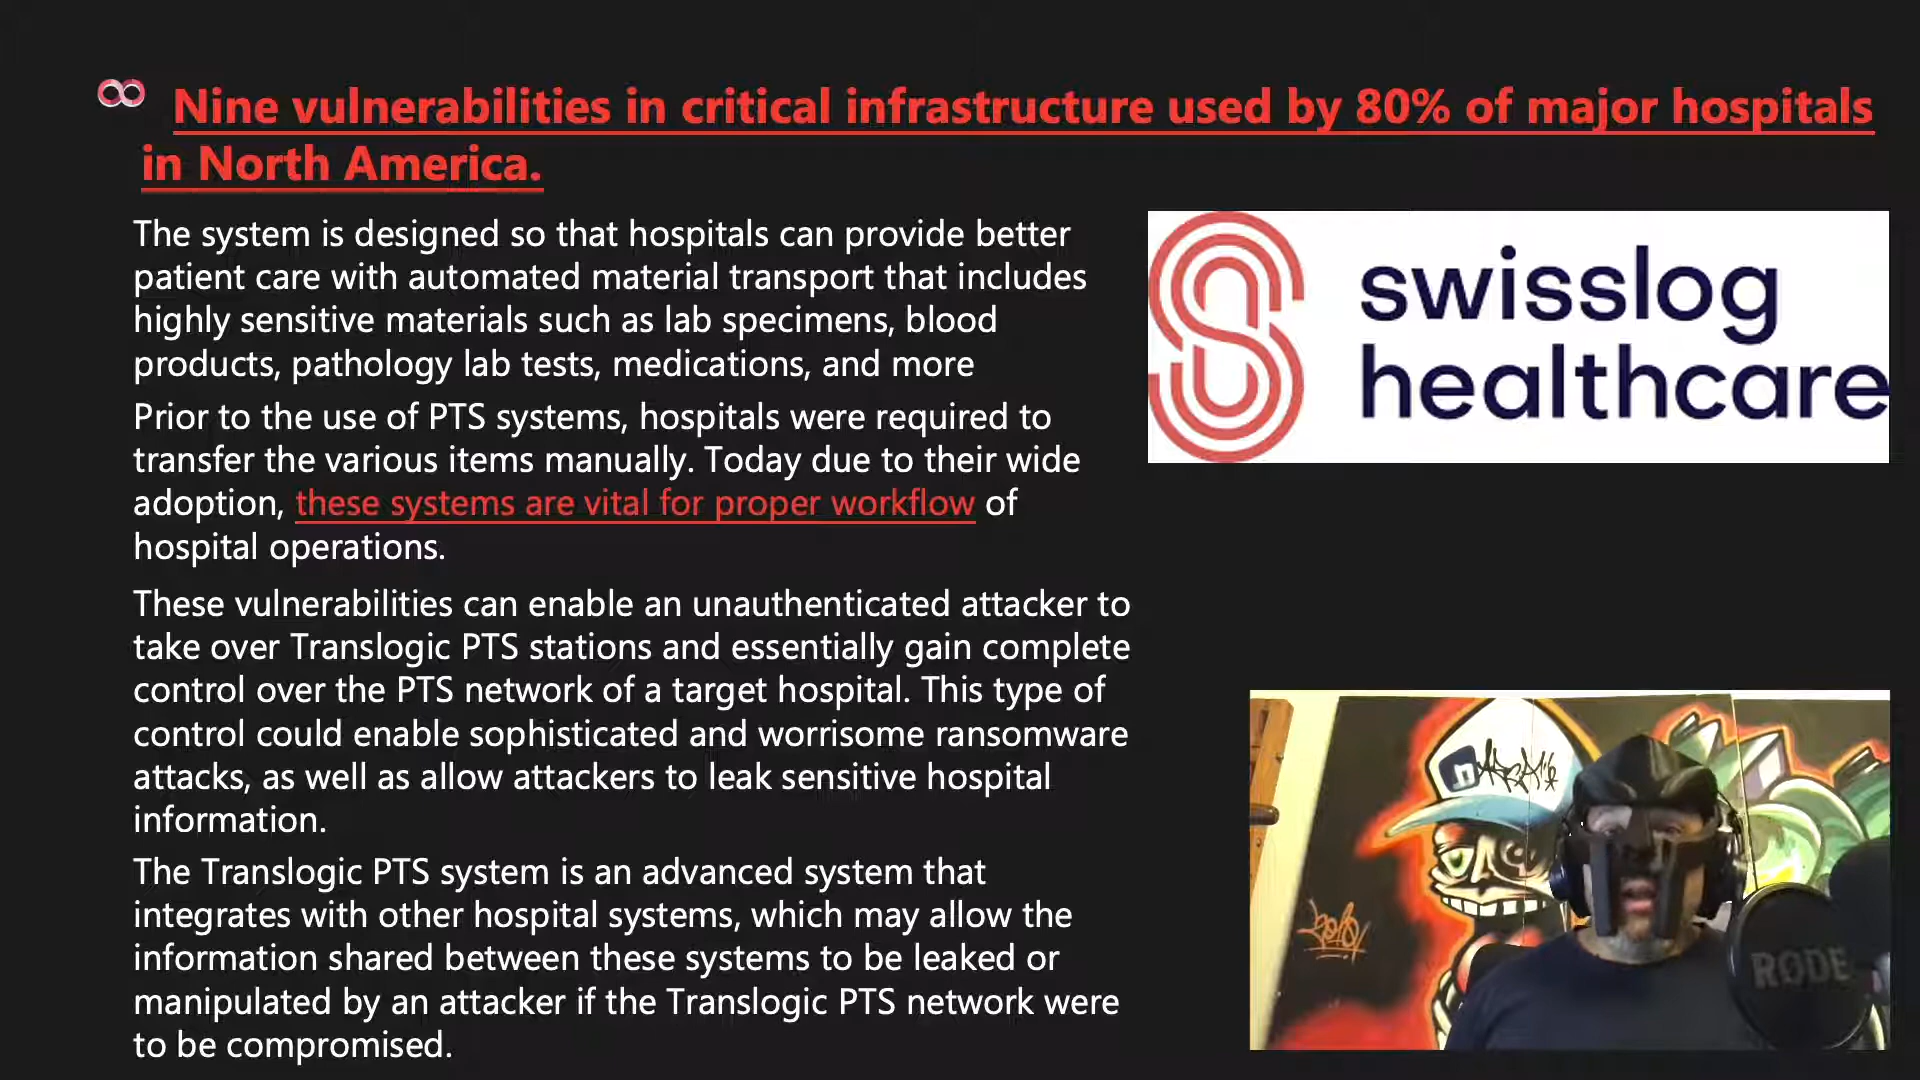 Nine vulnerabilities in critical infrastructure used by 80% of major hospitals
in North America.
The system is designed so that hospitals can provide better
patient care with automated material transport that includes
highly sensitive materials such as lab specimens, blood
products, pathology lab tests, medications, and more
Prior to the use of PTS systems, hospitals were required to
transfer the various items manually. Today due to their wide
adoption, these systems are vital for proper workflow of
hospital operations.
These vulnerabilities can enable an unauthenticated attacker to
take over Translogic PTS stations and essentially gain complete
control over the PTS network of a target hospital. This type of
control could enable sophisticated and worrisome ransomware
attacks, as well as allow attackers to leak sensitive hospital
information.
The Translogic PTS system is an advanced system that
integrates with other hospital systems, which may allow the
information shared between these systems to be leaked or
manipulated by an attacker if the Translogic PTS network were
to be compromised.
swisslog
healthcare
RØDE